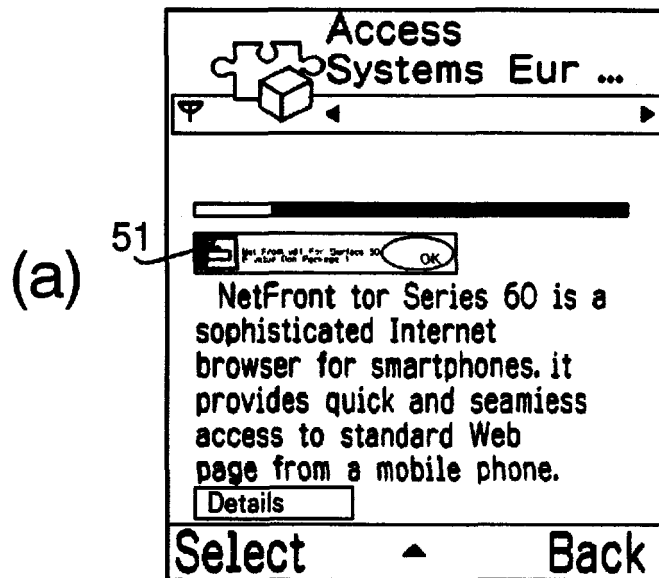 Access
Systems Eur ...
51
OK
(a)
NetFront tor Series 60 is a
sophisticated Internet
browser for smartphones. it
provides quick and seamiess
access to standard Web
page from a mobile phone.
Details
Select
Back